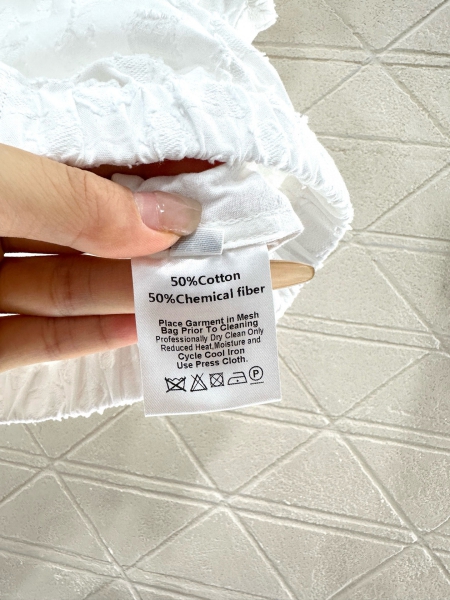 50%Cotton
50%Chemical fiber
Place Garment in Mesh
Bag Prior To Cleaning
Professionally Dry Clean Only
Reduced Heat,Moisture and
Cycle Cool Iron
Use Press Cloth.
P